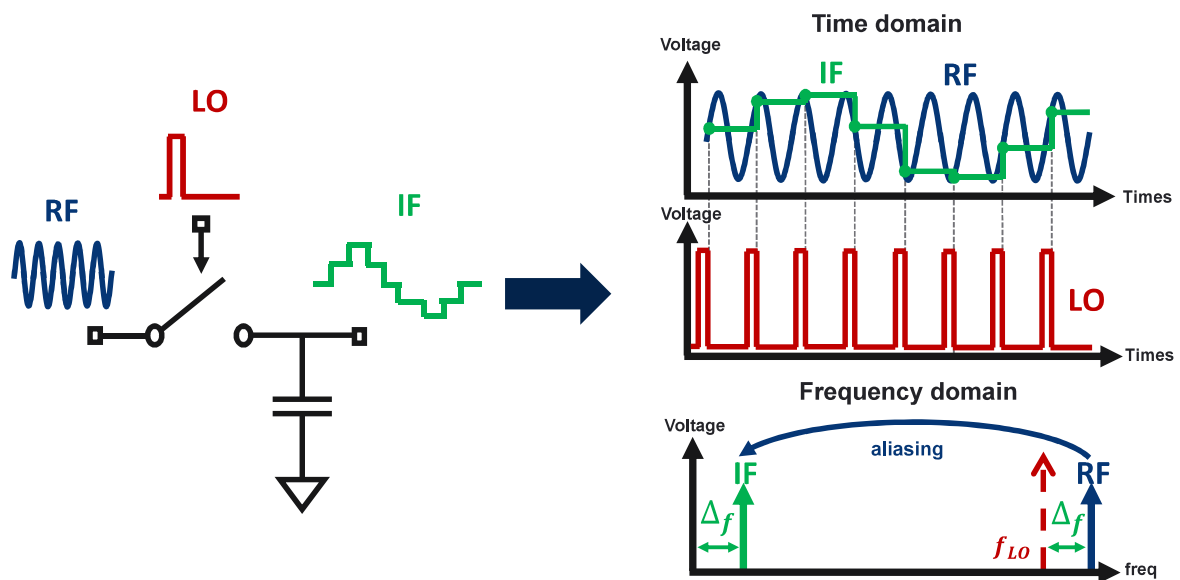 LO
RF
IF
Time domain
Voltage
IF
RF
Times
Voltage
LO
Times
Frequency domain
Voltage
aliasing
IF
RF
Δf
fLO
Δf
freq